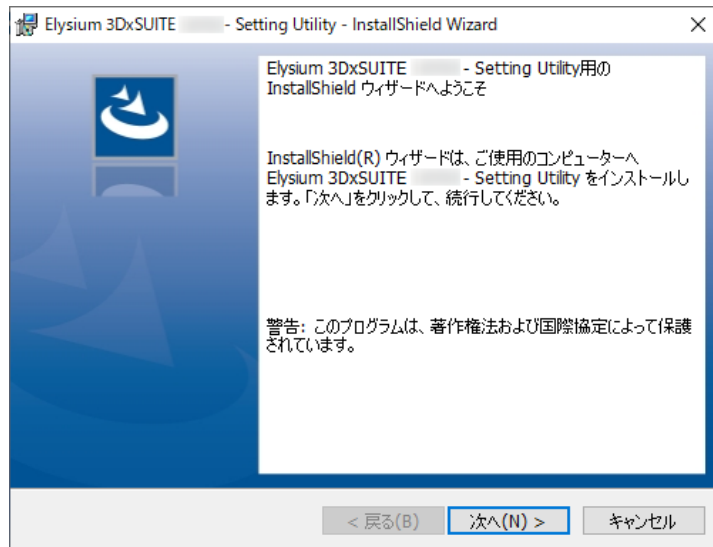 Elysium 3DxSUITE - Setting Utility - InstallShield Wizard
Elysium 3DxSUITE - Setting Utility用の
InstallShield ウィザードへようこそ
InstallShield(R) ウィザードは、ご使用のコンピューターへ
Elysium 3DxSUITE - Setting Utility をインストールし
ます。「次へ」をクリックして、続行してください。
警告: このプログラムは、著作権法および国際協定によって保護
されています。
< 戻る(B)
次へ(N) >
キャンセル